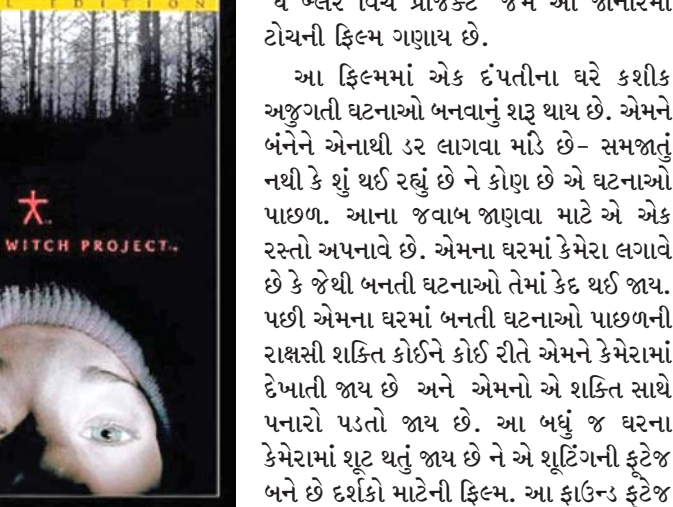 L EDITION
WITCH PROJECT™
ધ બ્લેર વિચ પ્રોજેક્ટ' જેમ આ જોનરમાં
ટોચની ફિલ્મ ગણાય છે.
આ ફિલ્મમાં એક દંપતીના ઘરે કશીક
અજુગતી ઘટનાઓ બનવાનું શરૂ થાય છે. એમને
બંનેને એનાથી ડર લાગવા માંડે છે- સમજાતું
નથી કે શું થઈ રહ્યું છે ને કોણ છે એ ઘટનાઓ
પાછળ. આના જવાબ જાણવા માટે એ એક
રસ્તો અપનાવે છે. એમના ઘરમાં કેમેરા લગાવે
છે કે જેથી બનતી ઘટનાઓ તેમાં કેદ થઈ જાય.
પછી એમના ઘરમાં બનતી ઘટનાઓ પાછળની
રાક્ષસી શક્તિ કોઈને કોઈ રીતે એમને કેમેરામાં
દેખાતી જાય છે અને એમનો એ શક્તિ સાથે
પનારો પડતો જાય છે. આ બધું જ ઘરના
કેમેરામાં શૂટ થતું જાય છે ને એ શૂટિંગની ફૂટેજ
બને છે દર્શકો માટેની ફિલ્મ. આ ફાઉન્ડ ફૂટેજ